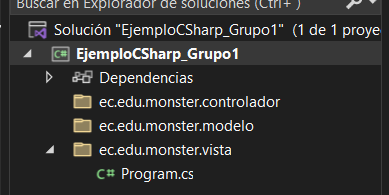 Buscar en Explorador de soluciones (Ctrl+ )
Solución "EjemploCSharp_Grupo1" (1 de 1 proye
EjemploCSharp_Grupo1
Dependencias
ec.edu.monster.controlador
ec.edu.monster.modelo
ec.edu.monster.vista
C# Program.cs